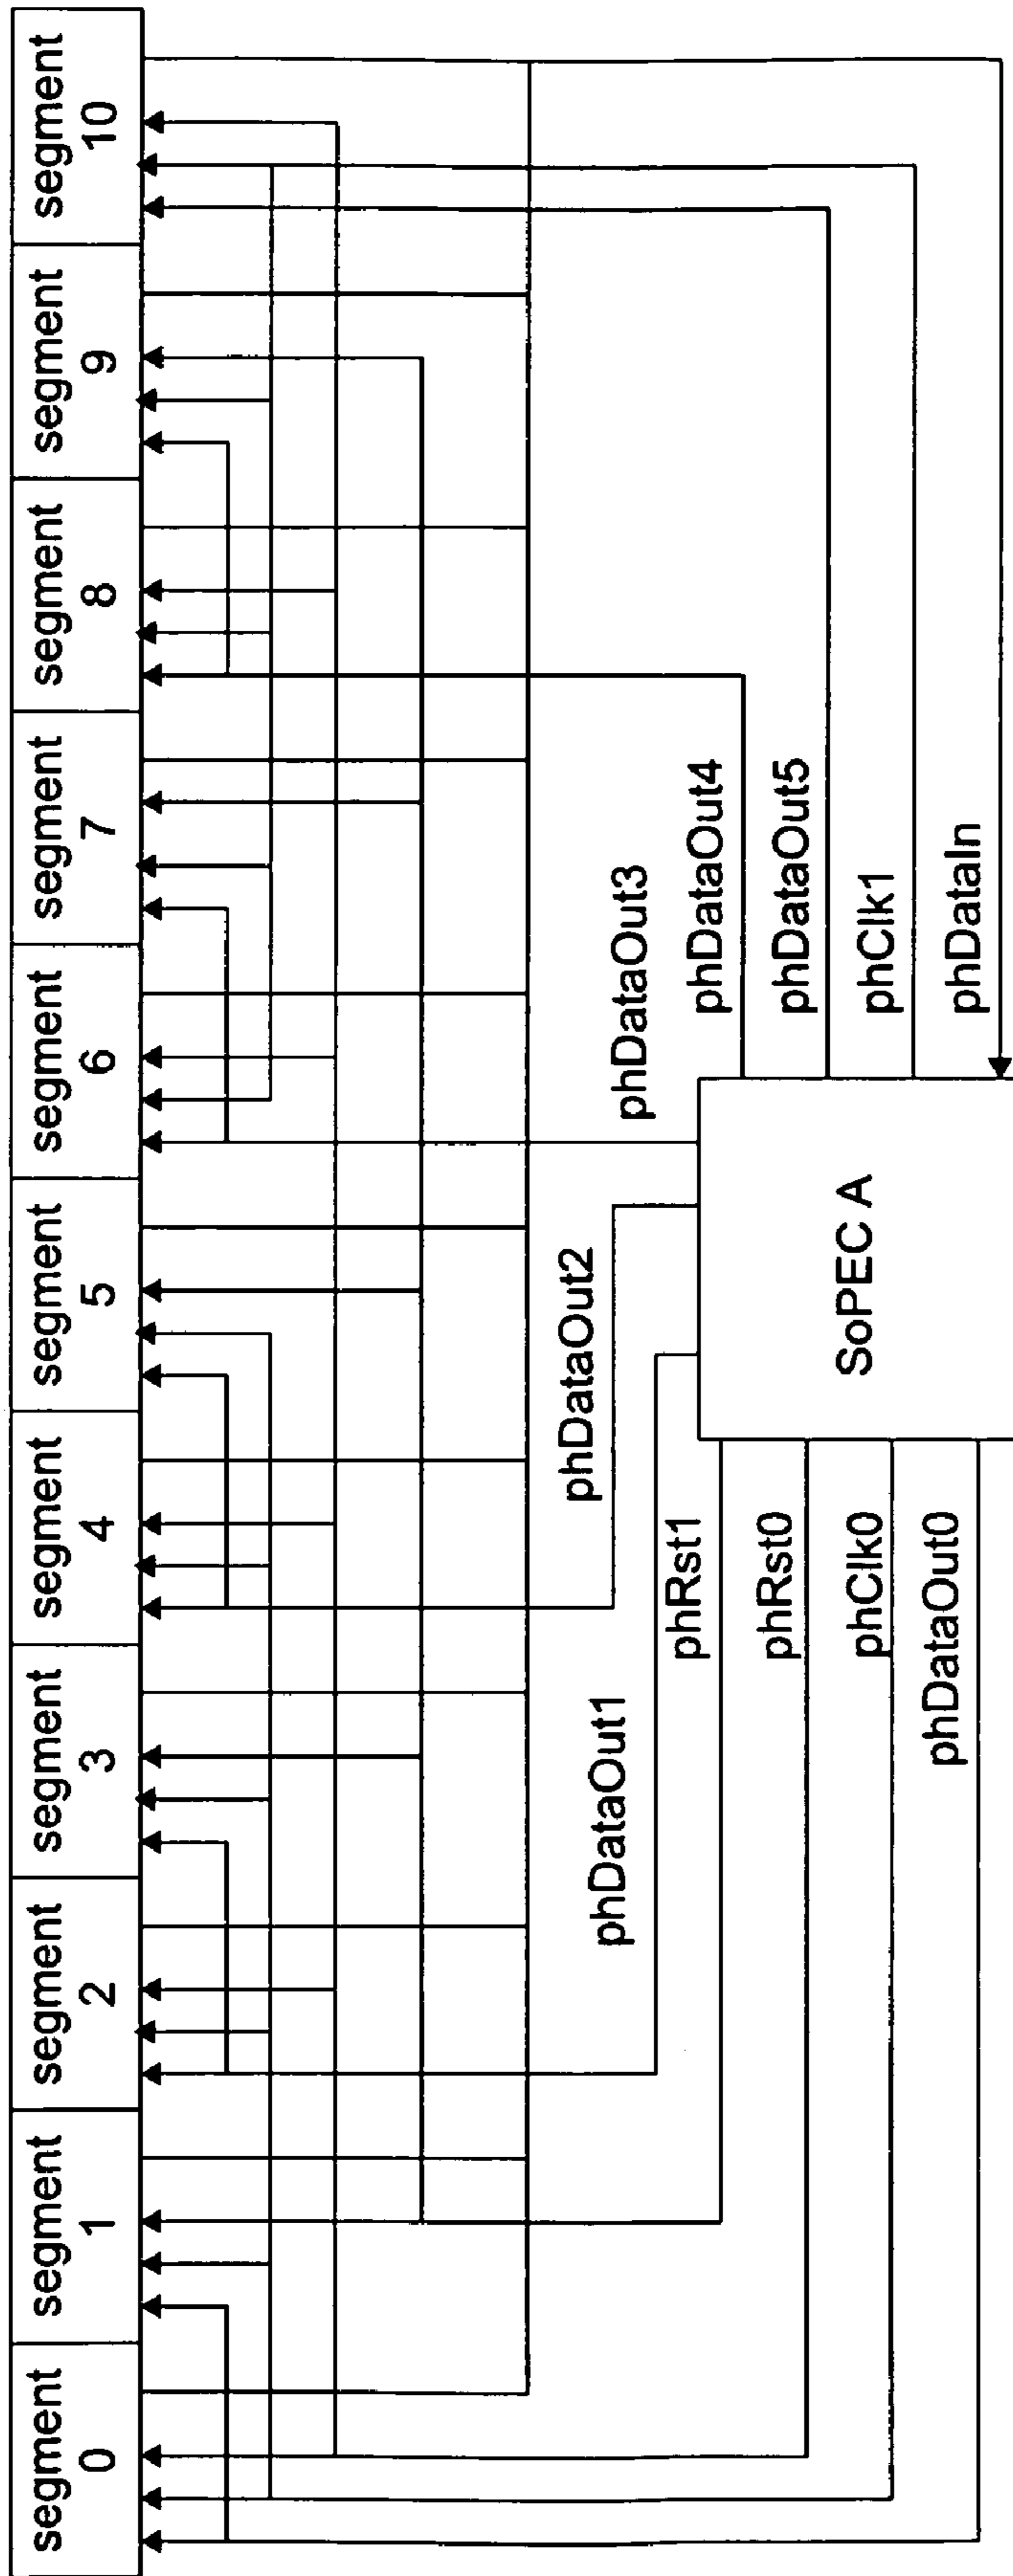 segment
0
segment
1
segment
2
segment
3
segment
4
segment
5
segment
6
segment
7
segment
8
segment
9
segment
10
phDataOut3
phDataOut2
phDataOut1
phRst1
phRst0
phClk0
phDataOut0
phDataOut4
phDataOut5
phClk1
phDataIn
SoPEC A